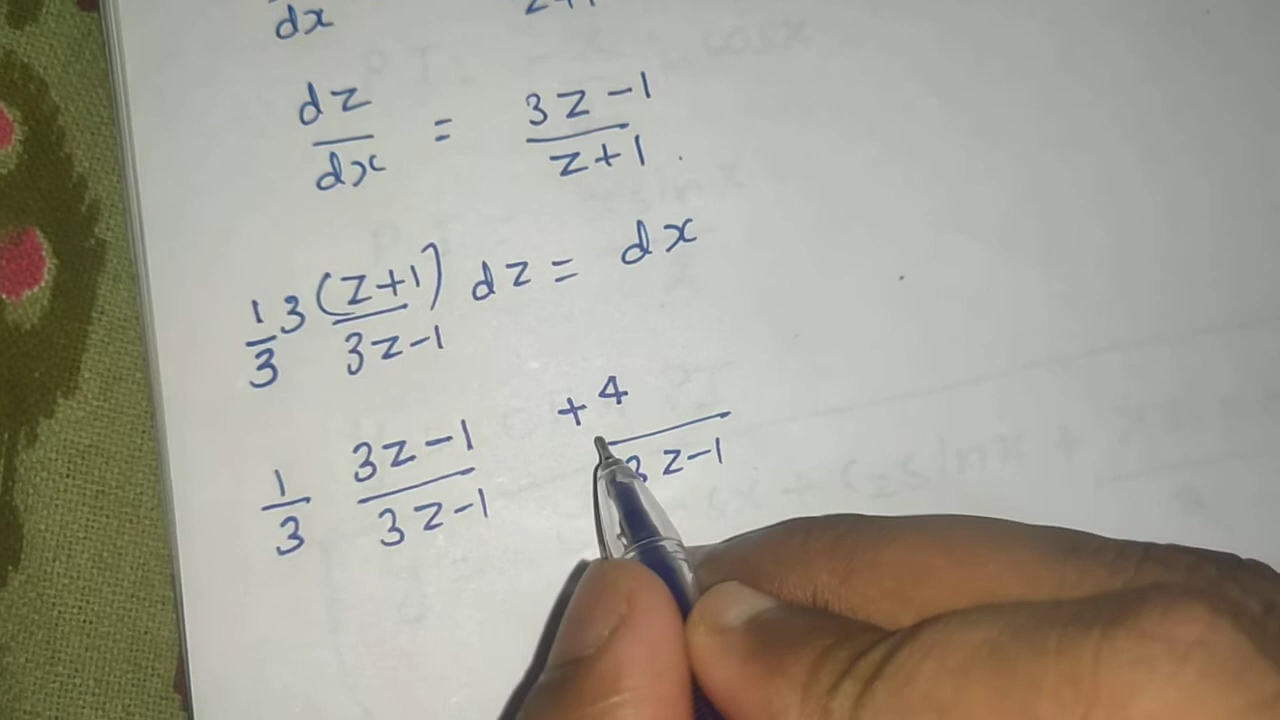 dx z+1
dz/dx = (3z-1)/(z+1)
1/3 3(z+1)/(3z-1) dz = dx
1/3 (3z-1)/(3z-1) + 4/(3z-1)